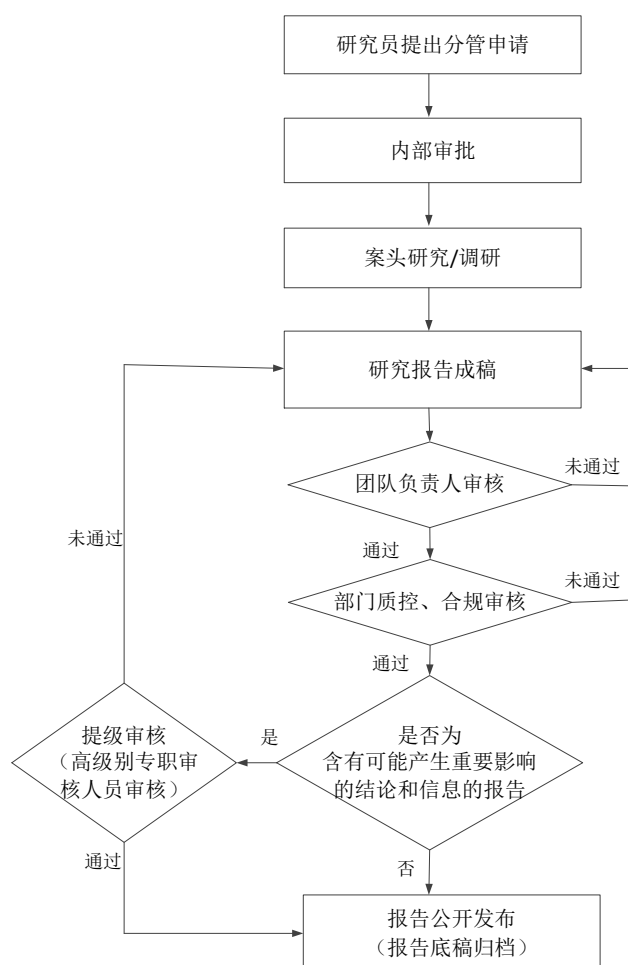 研究员提出分管申请
内部审批
案头研究/调研
研究报告成稿
团队负责人审核
未通过
通过
未通过
部门质控、合规审核
未通过
通过
提级审核
（高级别专职审
核人员审核）
是
是否为
含有可能产生重要影响
的结论和信息的报告
通过
否
报告公开发布
（报告底稿归档）